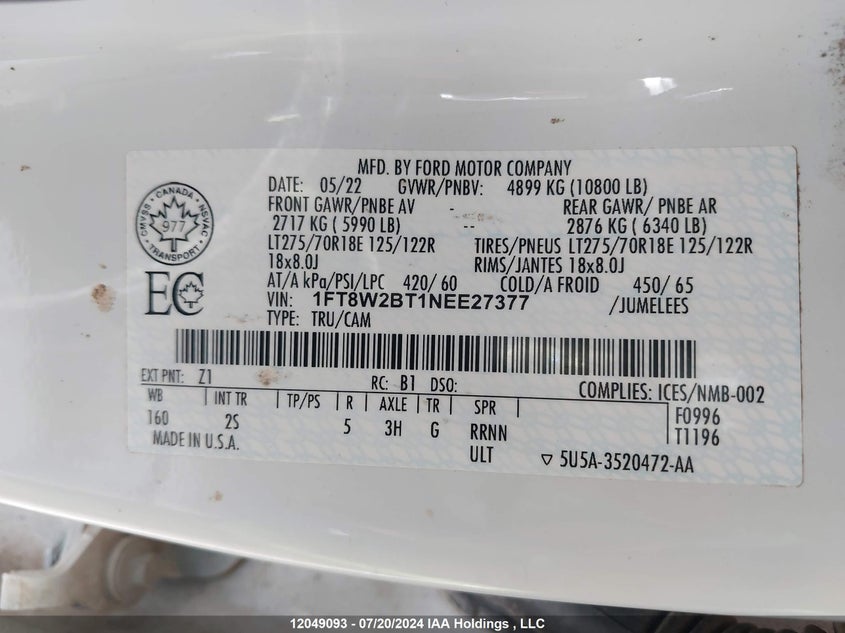 MFD. BY FORD MOTOR COMPANY
DATE: 05/22 GVWR/PNBV: 4899 KG (10800 LB)
FRONT GAWR/PNBE AV - REAR GAWR/ PNBE AR
2717 KG ( 5990 LB) -- 2876 KG ( 6340 LB)
LT275/70R18E 125/122R TIRES/PNEUS LT275/70R18E 125/122R
18x8.0J RIMS/JANTES 18x8.0J
AT/A kPa/PSI/LPC 420/ 60 COLD/A FROID 450/ 65
VIN: 1FT8W2BT1NEE27377 /JUMELEES
TYPE: TRU/CAM
CANADA
CMVSS NSVAC
977
TRANSPORT
EC
EXT PNT: Z1 RC: B1 DSO: COMPLIES: ICES/NMB-002
WB INT TR TP/PS R AXLE TR SPR F0996
160 2S 5 3H G RRNN T1196
MADE IN U.S.A. ULT ▽ 5U5A-3520472-AA
12049093 - 07/20/2024 IAA Holdings , LLC